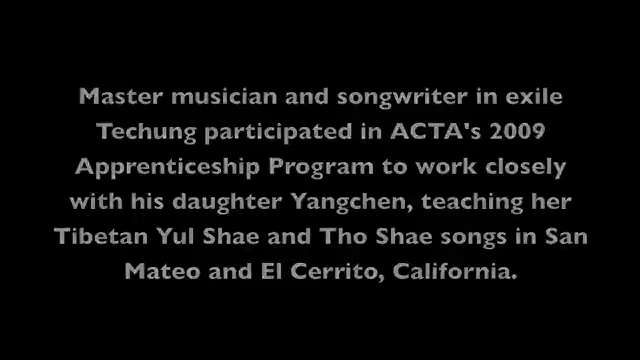 Master musician and songwriter in exile
Techung participated in ACTA's 2009
Apprenticeship Program to work closely
with his daughter Yangchen, teaching her
Tibetan Yul Shae and Tho Shae songs in San
Mateo and El Cerrito, California.